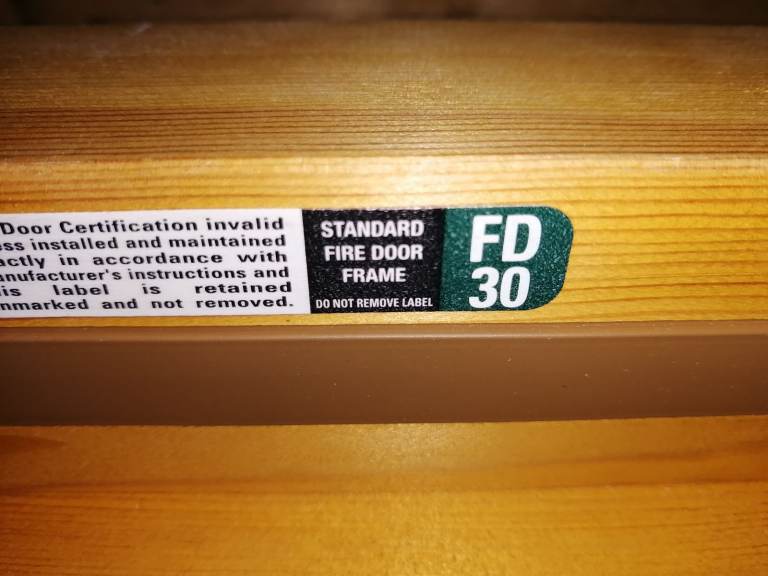 Door Certification invalid
installed and maintained
in accordance with
instructions and
label is retained
and not removed.
STANDARD
FIRE DOOR
FRAME
DO NOT REMOVE LABEL
FD
30